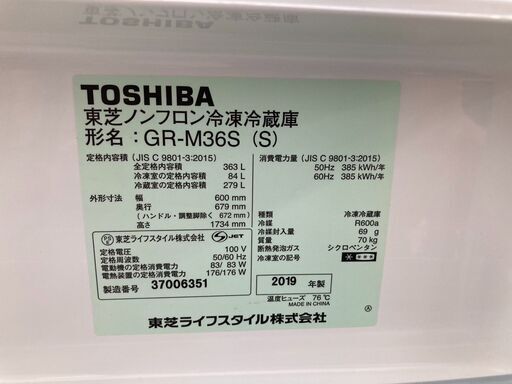 TOSHIBA
東芝ノンフロン冷凍冷蔵庫
形名：GR-M36S（S）
定格内容積（JIS C 9801-3:2015）
全定格内容積 363 L
冷凍室の定格内容積 84 L
冷蔵室の定格内容積 279 L
外形寸法 幅 600 mm
奥行 679 mm
（ハンドル・調整脚除く 672 mm）
高さ 1734 mm
PSE 東芝ライフスタイル株式会社 S JET
定格電圧 100 V
定格周波数 50/60 Hz
電動機の定格消費電力 83/ 83 W
電熱装置の定格消費電力 176/176 W
製造番号 37006351
消費電力量（JIS C 9801-3:2015）
50Hz 385 kWh/年
60Hz 385 kWh/年
種類 冷凍冷蔵庫
冷媒 R600a
冷媒封入量 69 g
質量 70 kg
断熱発泡ガス シクロペンタン
冷凍室の記号
2019 年製
温度ヒューズ 76℃
MADE IN CHINA
A
東芝ライフスタイル株式会社